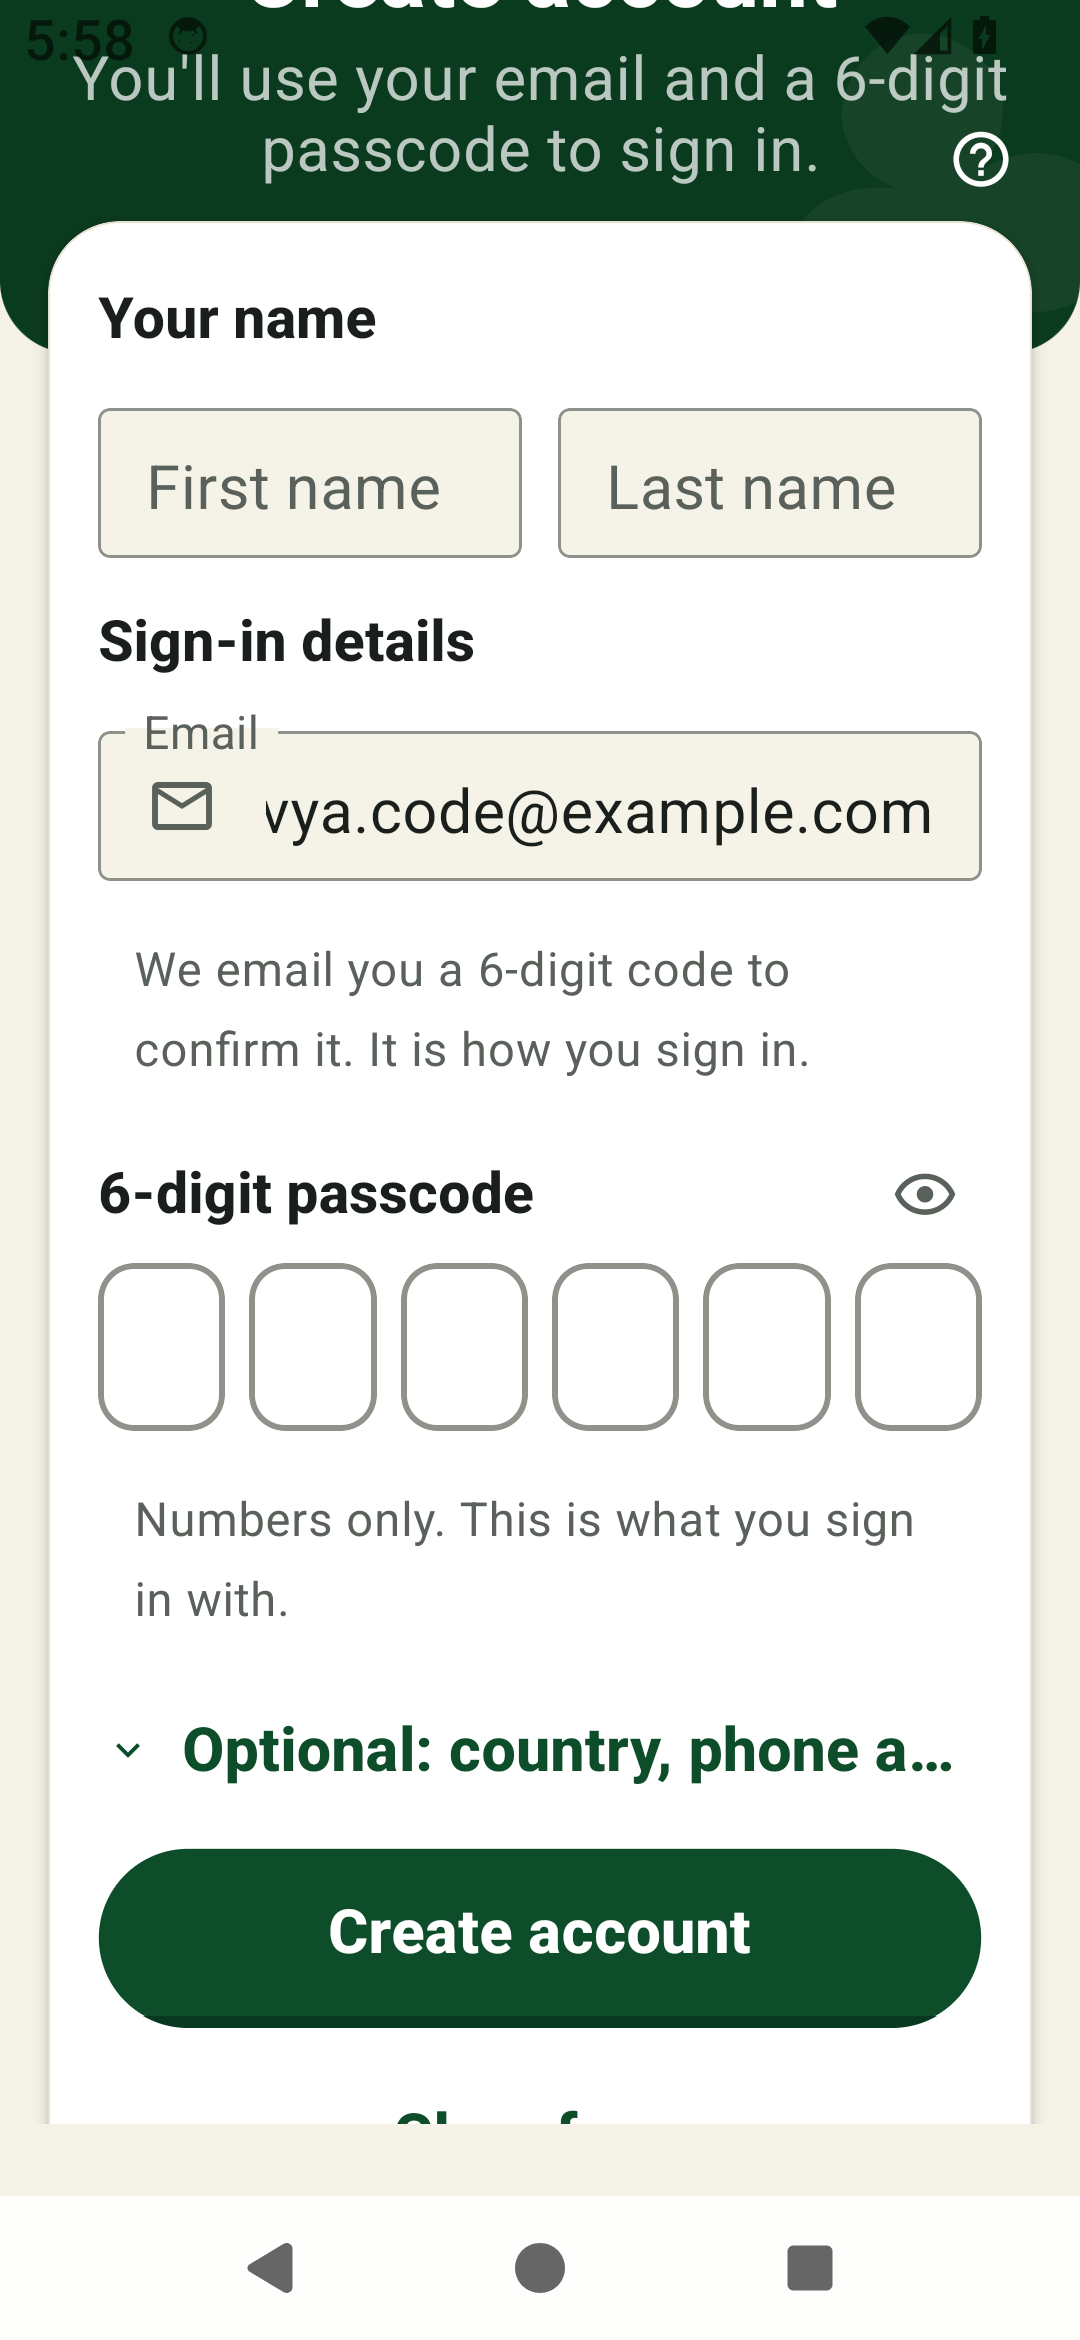 Create account
5:58
You'll use your email and a 6-digit
passcode to sign in.
Your name
First name
Last name
Sign-in details
Email
vya.code@example.com
We email you a 6-digit code to
confirm it. It is how you sign in.
6-digit passcode
Numbers only. This is what you sign
in with.
Optional: country, phone a…
Create account